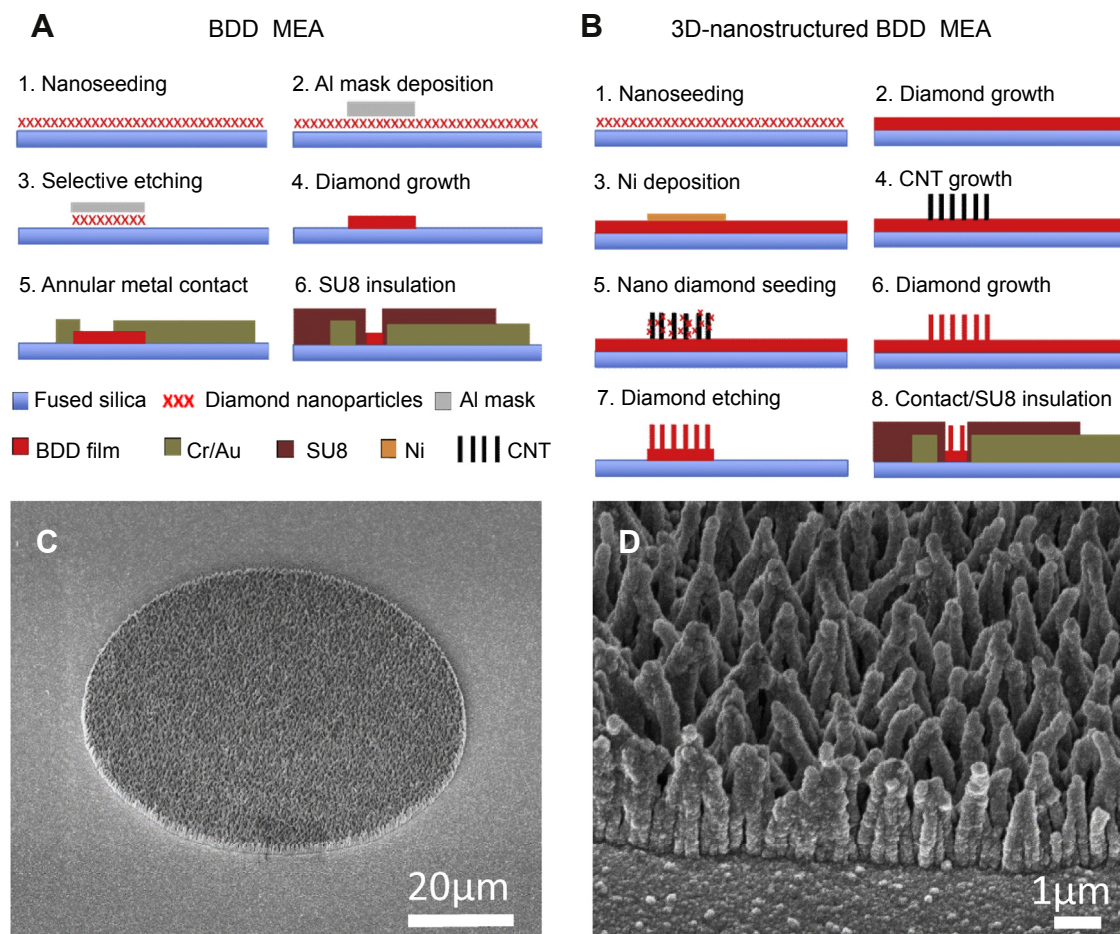 A
BDD MEA
1. Nanoseeding
2. Al mask deposition
3. Selective etching
4. Diamond growth
5. Annular metal contact
6. SU8 insulation
B
3D-nanostructured BDD MEA
1. Nanoseeding
2. Diamond growth
3. Ni deposition
4. CNT growth
5. Nano diamond seeding
6. Diamond growth
7. Diamond etching
8. Contact/SU8 insulation
Fused silica
xxx Diamond nanoparticles
Al mask
BDD film
Cr/Au
SU8
Ni
CNT
C
20µm
D
1µm